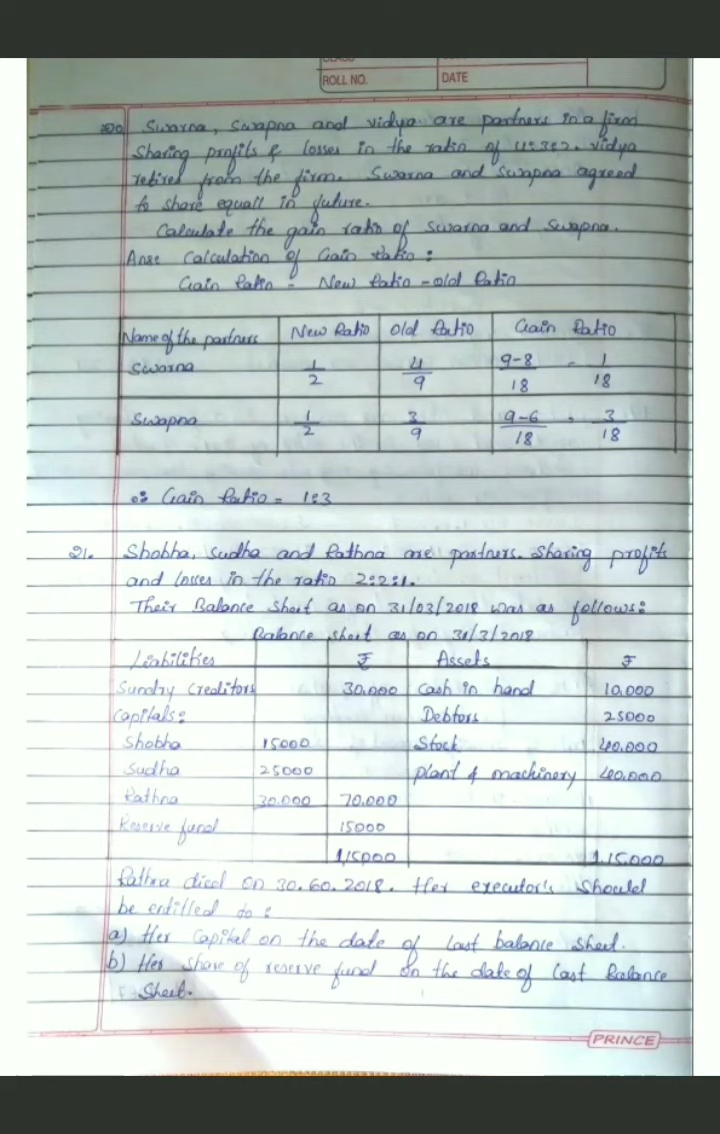 ROLL NO. DATE
20 Swarna, Swapna and vidya are partners in a firm
Sharing profits & losses in the ratio of 4:3:2. vidya
retires from the firm. Swarna and Swapna agreed
to share equall in future.
Calculate the gain ratio of Swarna and Swapna.
Ans: Calculation of Gain Ratio :
Gain Ratio = New Ratio - old Ratio
Name of the partners New Ratio old Ratio Gain Ratio
Swarna 1/2 4/9 9-8/18 = 1/18
Swapna 1/2 3/9 9-6/18 = 3/18
∴ Gain Ratio = 1:3
21. Shobha, Sudha and Rathna are partners. Sharing profits
and losses in the ratio 2:2:1.
Their Balance sheet as on 31/03/2018 was as follows:
Balance sheet as on 31/3/2018
Liabilities ₹ Assets ₹
Sundry creditors 30.000 Cash in hand 10,000
Capitals: Debtors 25000
Shobha 15000 Stock 40.000
Sudha 25000 plant & machinery 40.000
Rathna 30.000 70.000
Reserve fund 15000
1,15000 1,15.000
Rathna died on 30.60.2018. Her executor's should
be entitled to :
a) Her Capital on the date of last balance sheet.
b) Her share of reserve fund on the date of last Balance
Sheet.
PRINCE